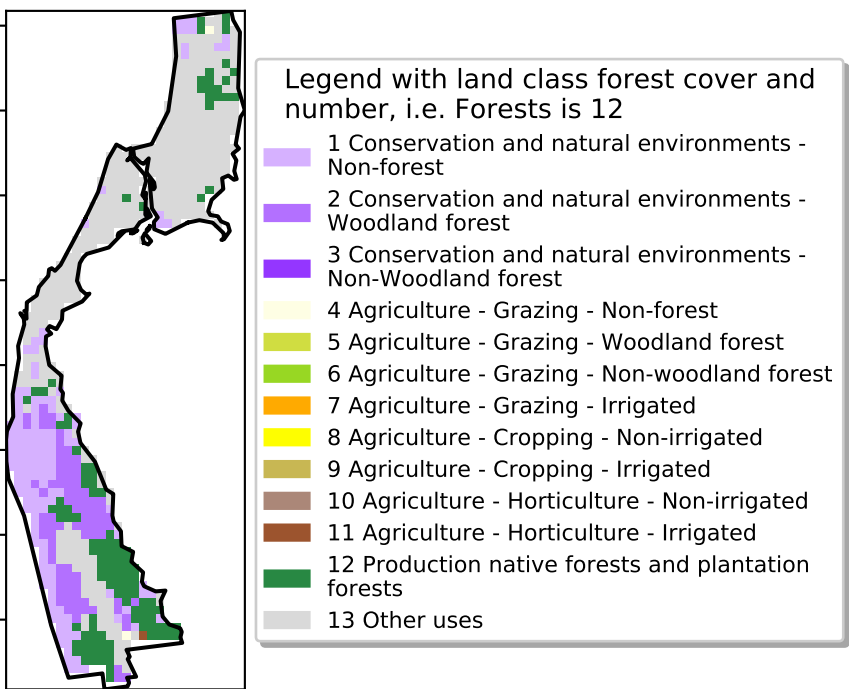 Legend with land class forest cover and
number, i.e. Forests is 12
1 Conservation and natural environments -
Non-forest
2 Conservation and natural environments -
Woodland forest
3 Conservation and natural environments -
Non-Woodland forest
4 Agriculture - Grazing - Non-forest
5 Agriculture - Grazing - Woodland forest
6 Agriculture - Grazing - Non-woodland forest
7 Agriculture - Grazing - Irrigated
8 Agriculture - Cropping - Non-irrigated
9 Agriculture - Cropping - Irrigated
10 Agriculture - Horticulture - Non-irrigated
11 Agriculture - Horticulture - Irrigated
12 Production native forests and plantation
forests
13 Other uses